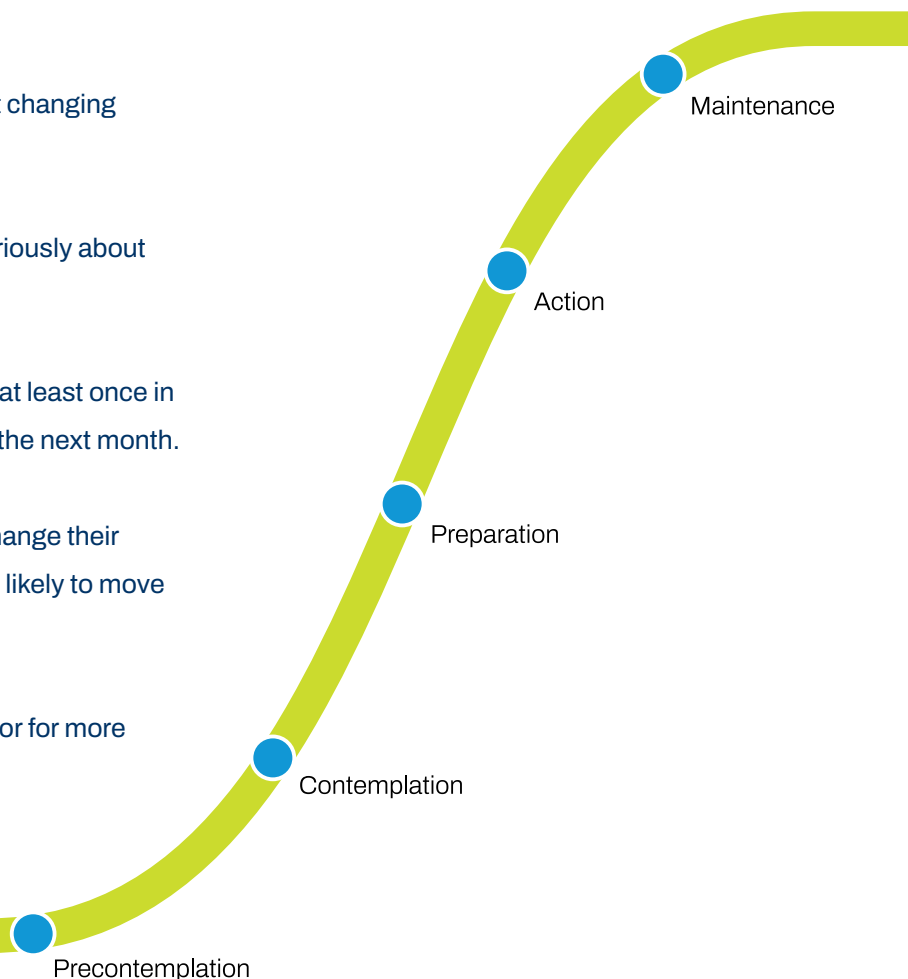 changing
riously about
at least once in
the next month.
ange their
likely to move
or for more
Maintenance
Action
Preparation
Contemplation
Precontemplation